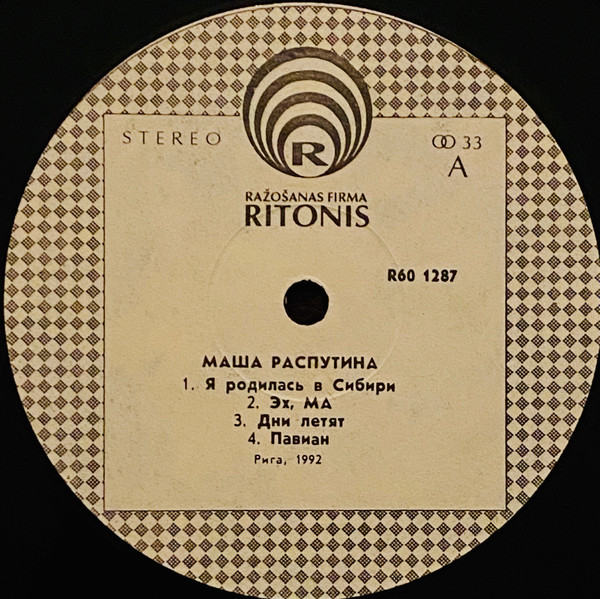 STEREO
33
A
R
RAŽOŠANAS FIRMA
RITONIS
R60 1287
МАША РАСПУТИНА
1. Я родилась в Сибири
2. Эх, МА
3. Дни летят
4. Павиан
Рига, 1992